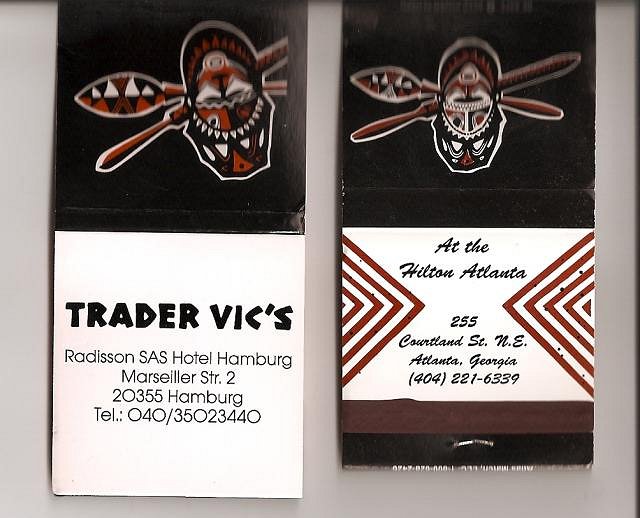 TRADER VIC'S
Radisson SAS Hotel Hamburg
Marseiller Str. 2
20355 Hamburg
Tel.: 040/35023440
At the
Hilton Atlanta
255
Courtland St. N.E.
Atlanta, Georgia
(404) 221-6339